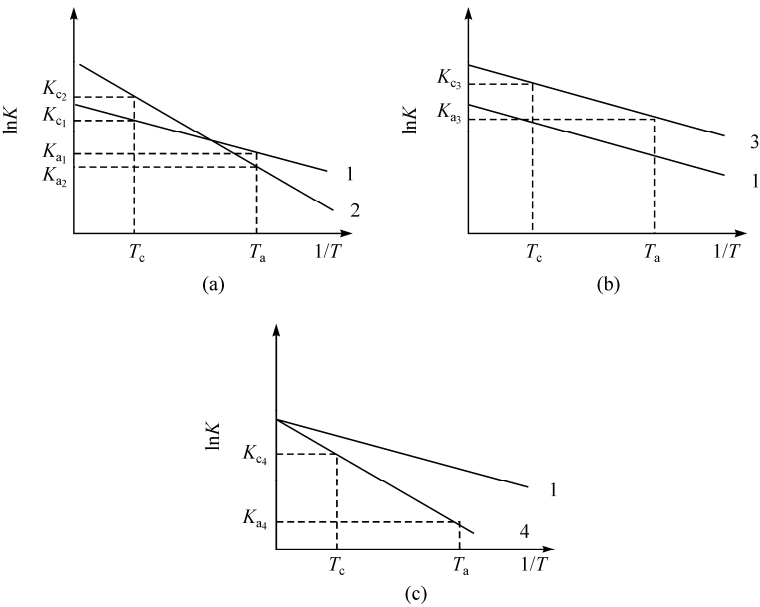 lnK
K_c2
K_c1
K_a1
K_a2
1
2
T_c
T_a
1/T
(a)
lnK
K_c3
K_a3
3
1
T_c
T_a
1/T
(b)
lnK
K_c4
K_a4
1
4
T_c
T_a
1/T
(c)